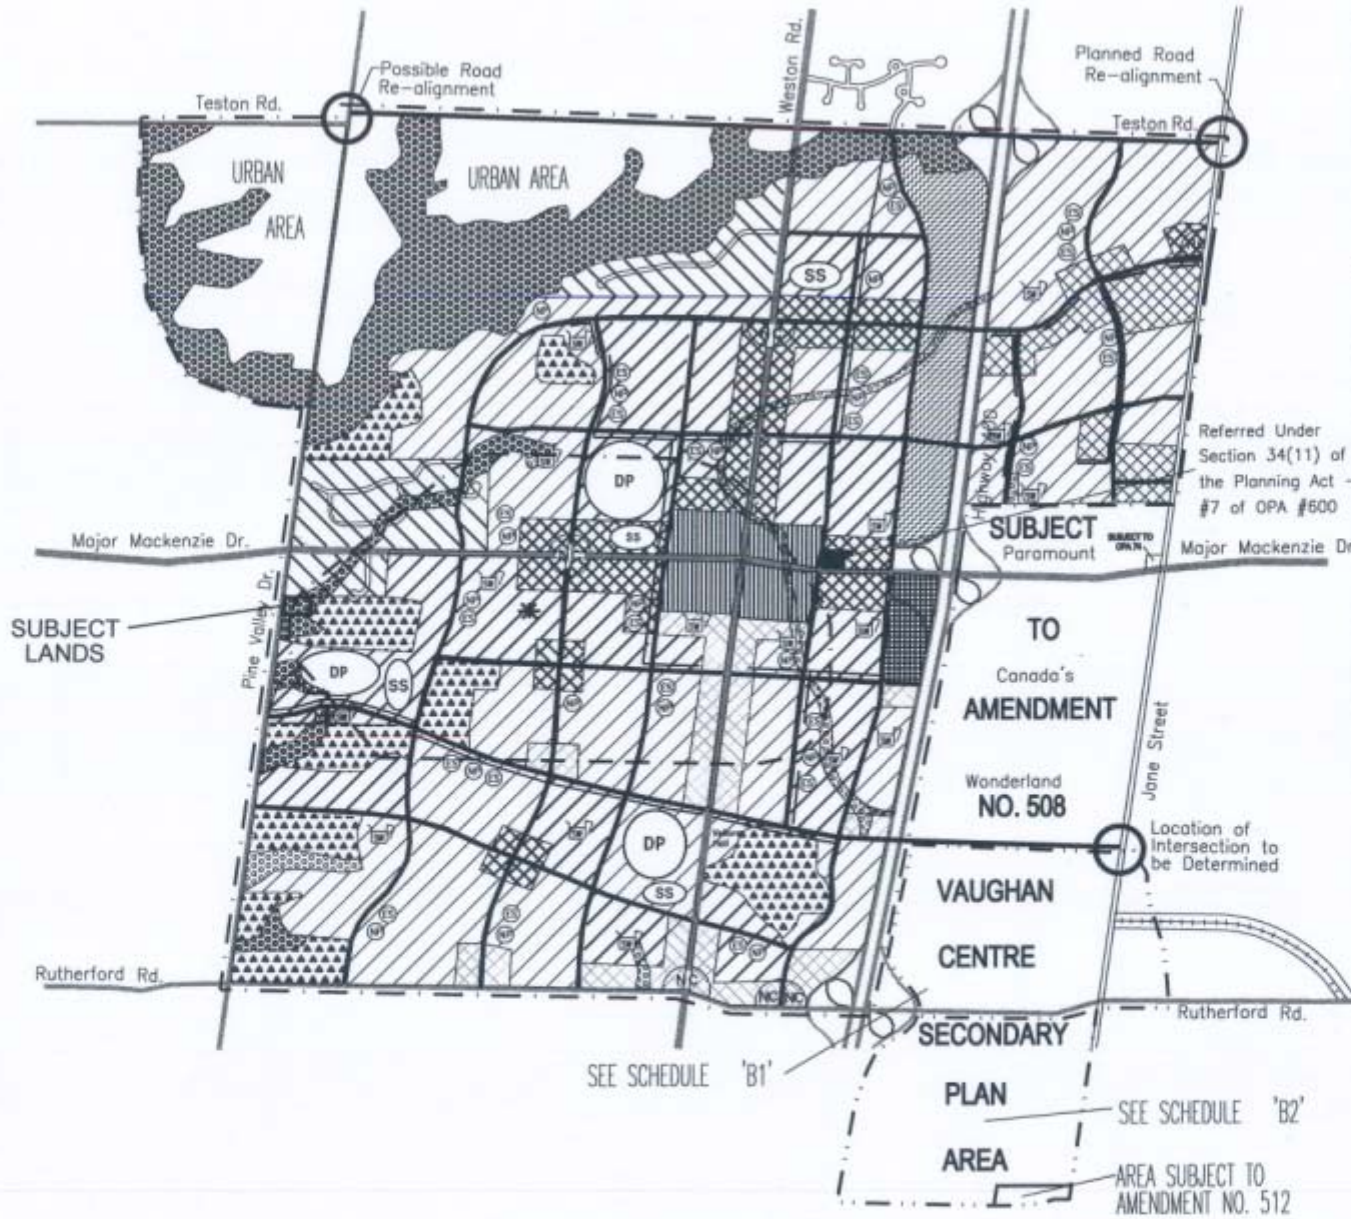 Possible Road
Re-alignment
Teston Rd.
Weston Rd.
Planned Road
Re-alignment
Teston Rd.
URBAN
AREA
URBAN AREA
SS
DP
SS
Highway 400
Referred Under
Section 34(11) of
the Planning Act -
#7 of OPA #600
SUBJECT
Paramount
SUBJECT TO
Major Mackenzie Dr.
Major Mackenzie Dr
SUBJECT
LANDS
Pine Valley Dr.
DP
SS
TO
Canada's
AMENDMENT
Wonderland
NO. 508
Jane Street
DP
SS
Location of
Intersection to
be Determined
VAUGHAN
CENTRE
Rutherford Rd.
NC
NC
NC
Rutherford Rd.
SECONDARY
SEE SCHEDULE 'B1'
PLAN
SEE SCHEDULE 'B2'
AREA
AREA SUBJECT TO
AMENDMENT NO. 512